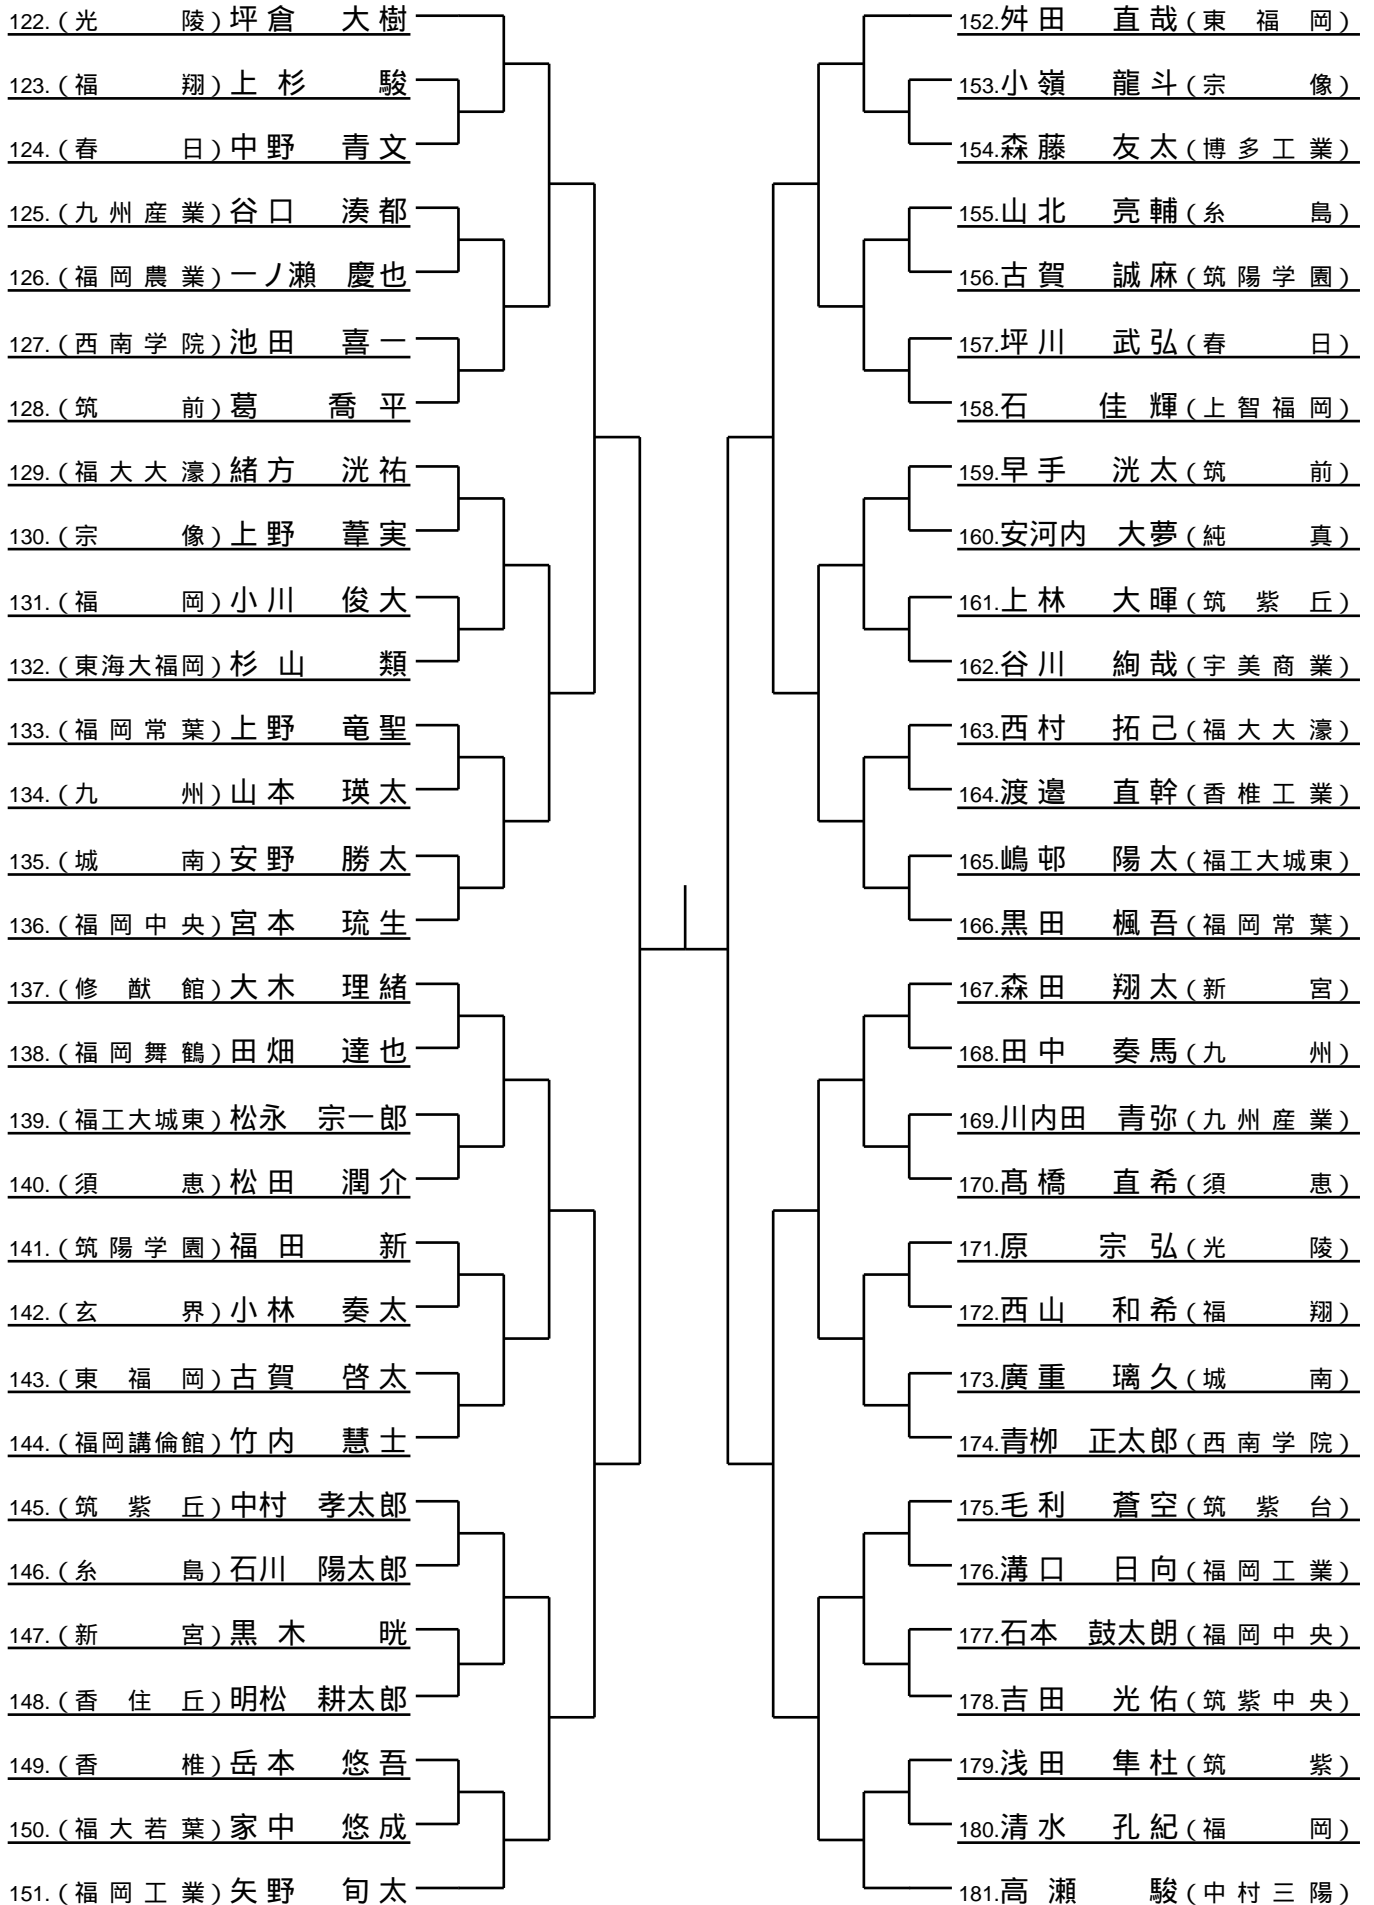 122.(光 陵)坪倉 大樹
123.(福 翔)上杉 駿
124.(春 日)中野 青文
125.(九州産業)谷口 湊都
126.(福岡農業)一ノ瀨 慶也
127.(西南学院)池田 喜一
128.(筑 前)葛 喬平
129.(福大大濠)緒方 洸祐
130.(宗 像)上野 葦実
131.(福 岡)小川 俊大
132.(東海大福岡)杉山 類
133.(福岡常葉)上野 竜聖
134.(九 州)山本 瑛太
135.(城 南)安野 勝太
136.(福岡中央)宮本 琉生
137.(修猷館)大木 理緒
138.(福岡舞鶴)田畑 達也
139.(福工大城東)松永 宗一郎
140.(須 恵)松田 潤介
141.(筑陽学園)福田 新
142.(玄 界)小林 奏太
143.(東福岡)古賀 啓太
144.(福岡講倫館)竹内 慧士
145.(筑紫丘)中村 孝太郎
146.(糸 島)石川 陽太郎
147.(新 宮)黒木 晄
148.(香住丘)明松 耕太郎
149.(香 椎)岳本 悠吾
150.(福大若葉)家中 悠成
151.(福岡工業)矢野 旬太
152.舛田 直哉(東福岡)
153.小嶺 龍斗(宗 像)
154.森藤 友太(博多工業)
155.山北 亮輔(糸 島)
156.古賀 誠麻(筑陽学園)
157.坪川 武弘(春 日)
158.石 佳輝(上智福岡)
159.早手 洸太(筑 前)
160.安河内 大夢(純 真)
161.上林 大暉(筑紫丘)
162.谷川 絢哉(宇美商業)
163.西村 拓己(福大大濠)
164.渡邉 直幹(香椎工業)
165.嶋邨 陽太(福工大城東)
166.黒田 楓吾(福岡常葉)
167.森田 翔太(新 宮)
168.田中 奏馬(九 州)
169.川内田 青弥(九州産業)
170.髙橋 直希(須 恵)
171.原 宗弘(光 陵)
172.西山 和希(福 翔)
173.廣重 璃久(城 南)
174.青栁 正太郎(西南学院)
175.毛利 蒼空(筑紫台)
176.溝口 日向(福岡工業)
177.石本 鼓太朗(福岡中央)
178.吉田 光佑(筑紫中央)
179.浅田 隼杜(筑 紫)
180.清水 孔紀(福 岡)
181.高瀬 駿(中村三陽)